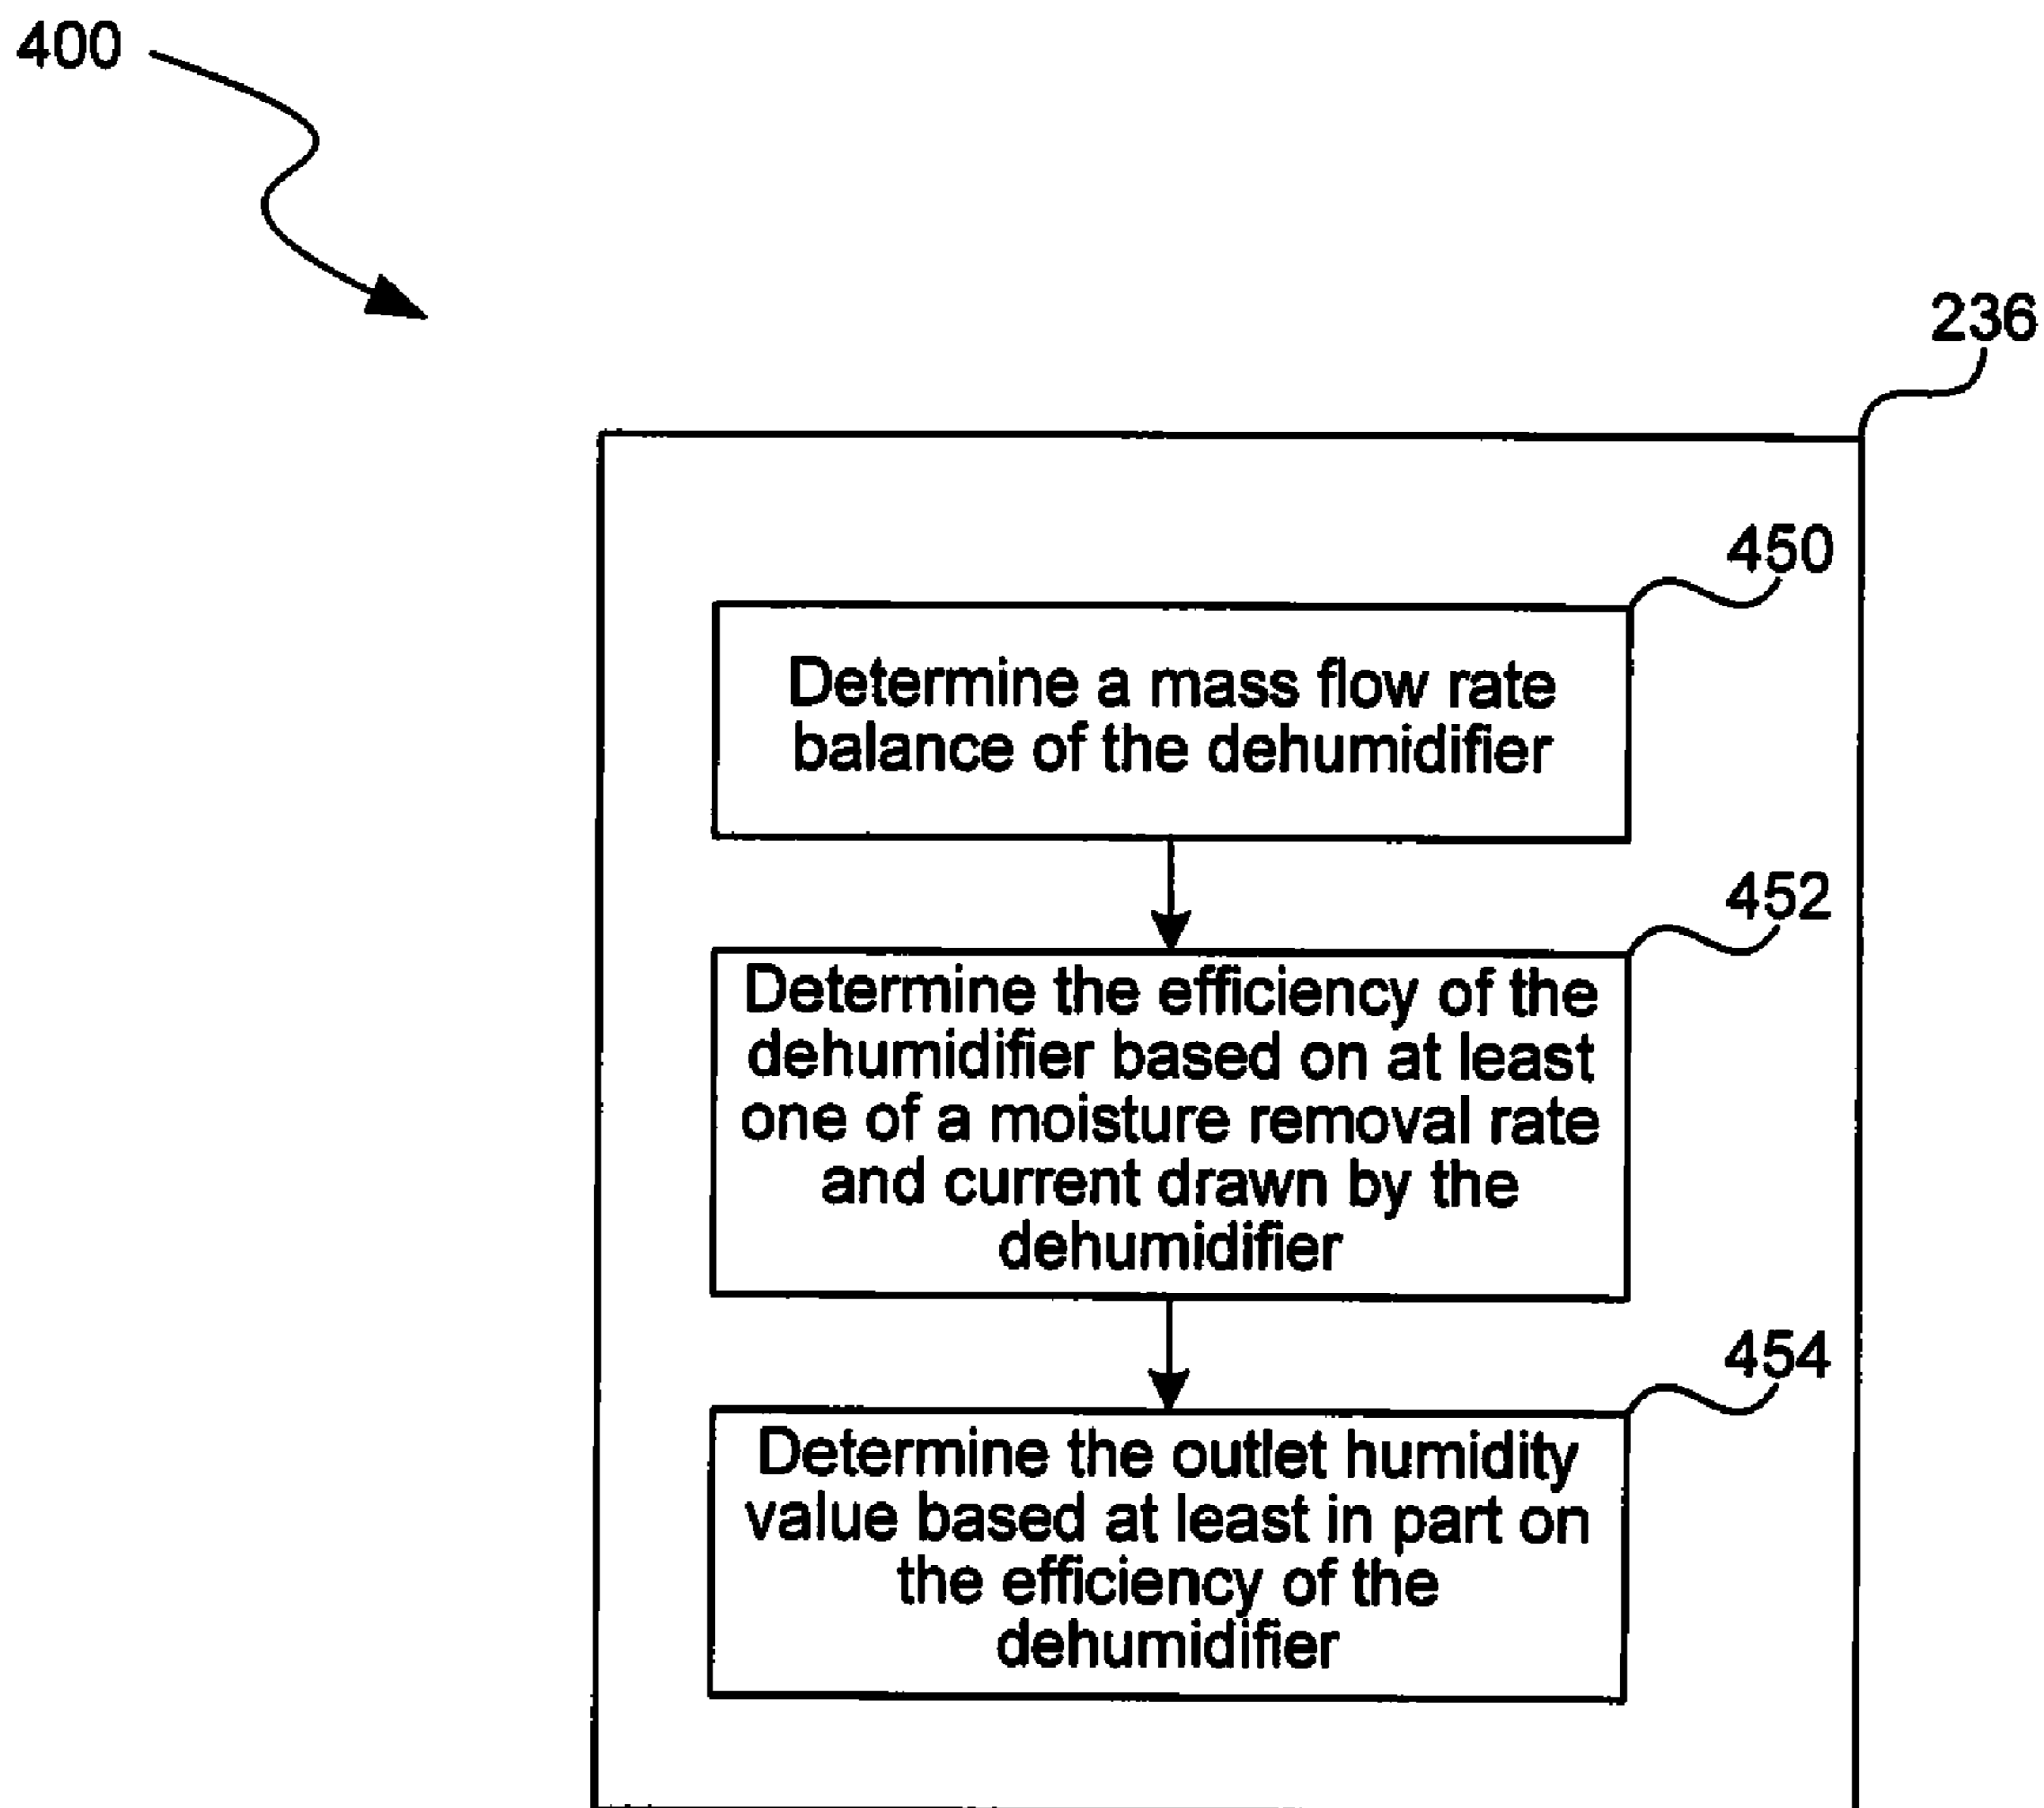 400
236
450
Determine a mass flow rate
balance of the dehumidifier
452
Determine the efficiency of the
dehumidifier based on at least
one of a moisture removal rate
and current drawn by the
dehumidifier
454
Determine the outlet humidity
value based at least in part on
the efficiency of the
dehumidifier